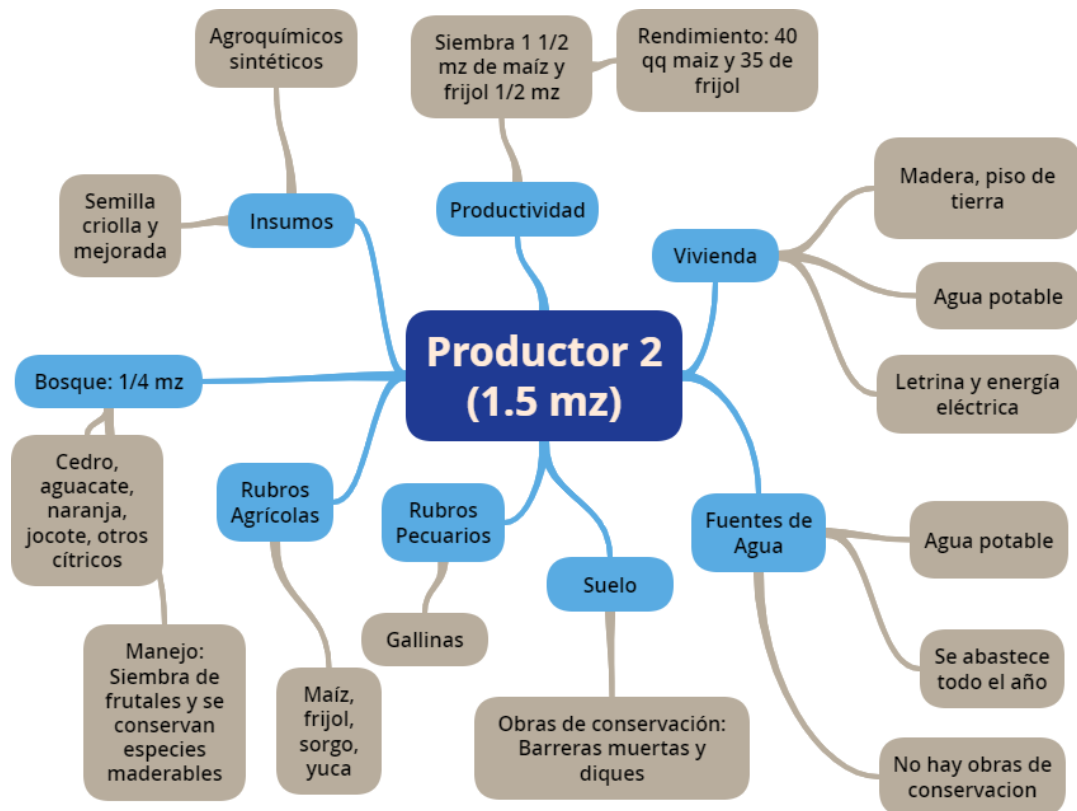 Agroquímicos
sintéticos
Siembra 1 1/2
mz de maíz y
frijol 1/2 mz
Rendimiento: 40
qq maiz y 35 de
frijol
Semilla
criolla y
mejorada
Insumos
Productividad
Madera, piso de
tierra
Vivienda
Agua potable
Letrina y energía
eléctrica
Productor 2
(1.5 mz)
Bosque: 1/4 mz
Cedro,
aguacate,
naranja,
jocote, otros
cítricos
Manejo:
Siembra de
frutales y se
conservan
especies
maderables
Rubros
Agrícolas
Maíz,
frijol,
sorgo,
yuca
Rubros
Pecuarios
Gallinas
Suelo
Obras de conservación:
Barreras muertas y
diques
Fuentes de
Agua
Agua potable
Se abastece
todo el año
No hay obras de
conservacion